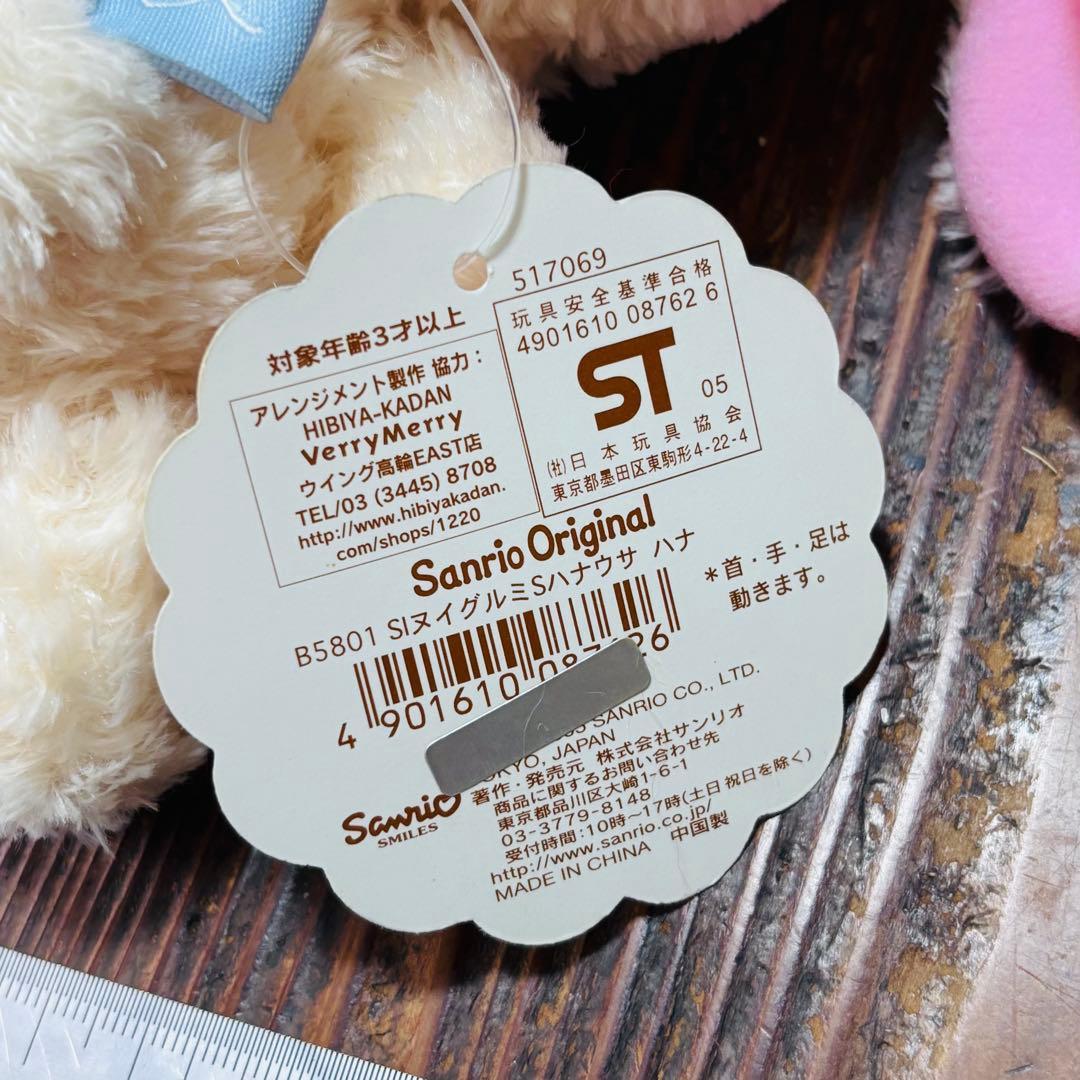 517069
対象年齢3才以上
アレンジメント製作 協力：
HIBIYA-KADAN
VerryMerry
ウイング高輪EAST店
TEL/03 (3445) 8708
http://www.hibiyakadan.
com/shops/1220
玩具安全基準合格
4901610 08762 6
ST 05
(社)日本玩具協会
東京都墨田区東駒形4-22-4
Sanrio Original
B5801 SIヌイグルミSハナウサ ハナ
*首・手・足は
動きます。
4 901610
SANRIO CO., LTD.
JAPAN
著作・発売元 株式会社サンリオ
商品に関するお問い合わせ先
東京都品川区大崎1-6-1
03-3779-8148
受付時間:10時〜17時(土日祝日を除く)
http://www.sanrio.co.jp/
MADE IN CHINA 中国製
Sanrio
SMILES